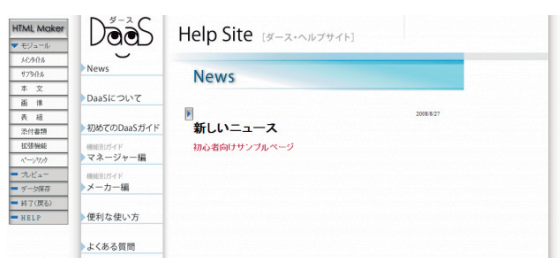 HTML Maker
モジュール
メインタイトル
サブタイトル
本 文
画 像
表 組
添付書類
拡張機能
ページリンク
プレビュー
データ保存
終了(戻る)
HELP
ダース
DaaS
News
DaaSについて
初めてのDaaSガイド
機能別ガイド
マネージャー編
機能別ガイド
メーカー編
便利な使い方
よくある質問
Help Site [ダース・ヘルプサイト]
News
2008/8/27
新しいニュース
初心者向けサンプルページ